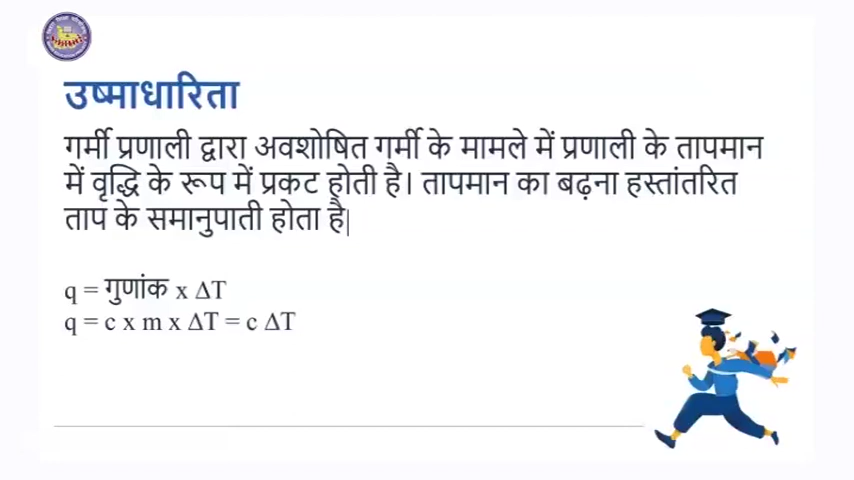 उष्माधारिता
गर्मी प्रणाली द्वारा अवशोषित गर्मी के मामले में प्रणाली के तापमान
में वृद्धि के रूप में प्रकट होती है। तापमान का बढ़ना हस्तांतरित
ताप के समानुपाती होता है|
q = गुणांक x ΔT
q = c x m x ΔT = c ΔT